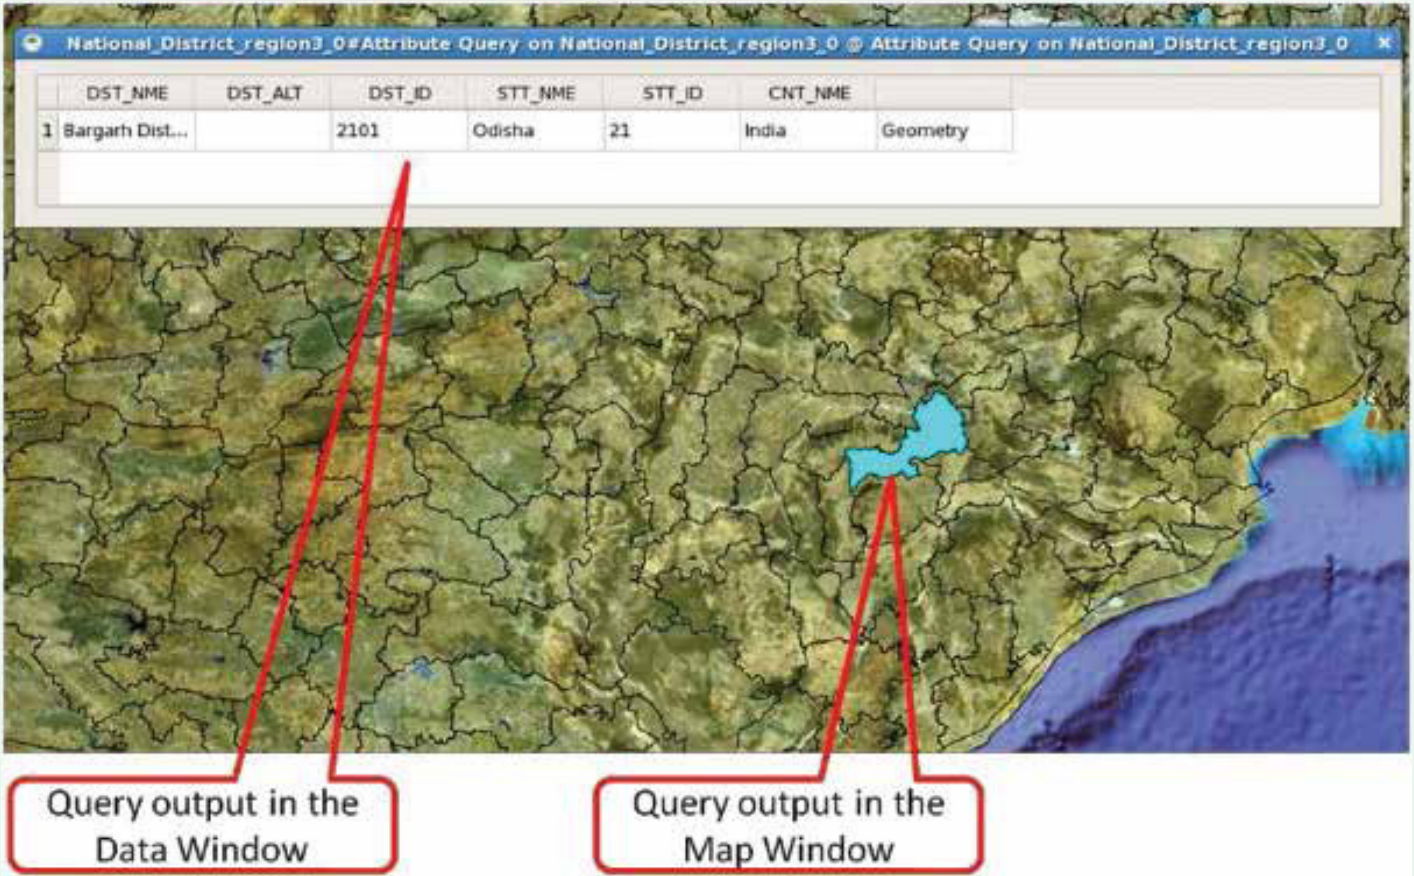 National_District_region3_0#Attribute Query on National_District_region3_0 @ Attribute Query on National_District_region3_0
DST_NME DST_ALT DST_ID STT_NME STT_ID CNT_NME
1 Bargarh Dist... 2101 Odisha 21 India Geometry
Query output in the
Data Window
Query output in the
Map Window